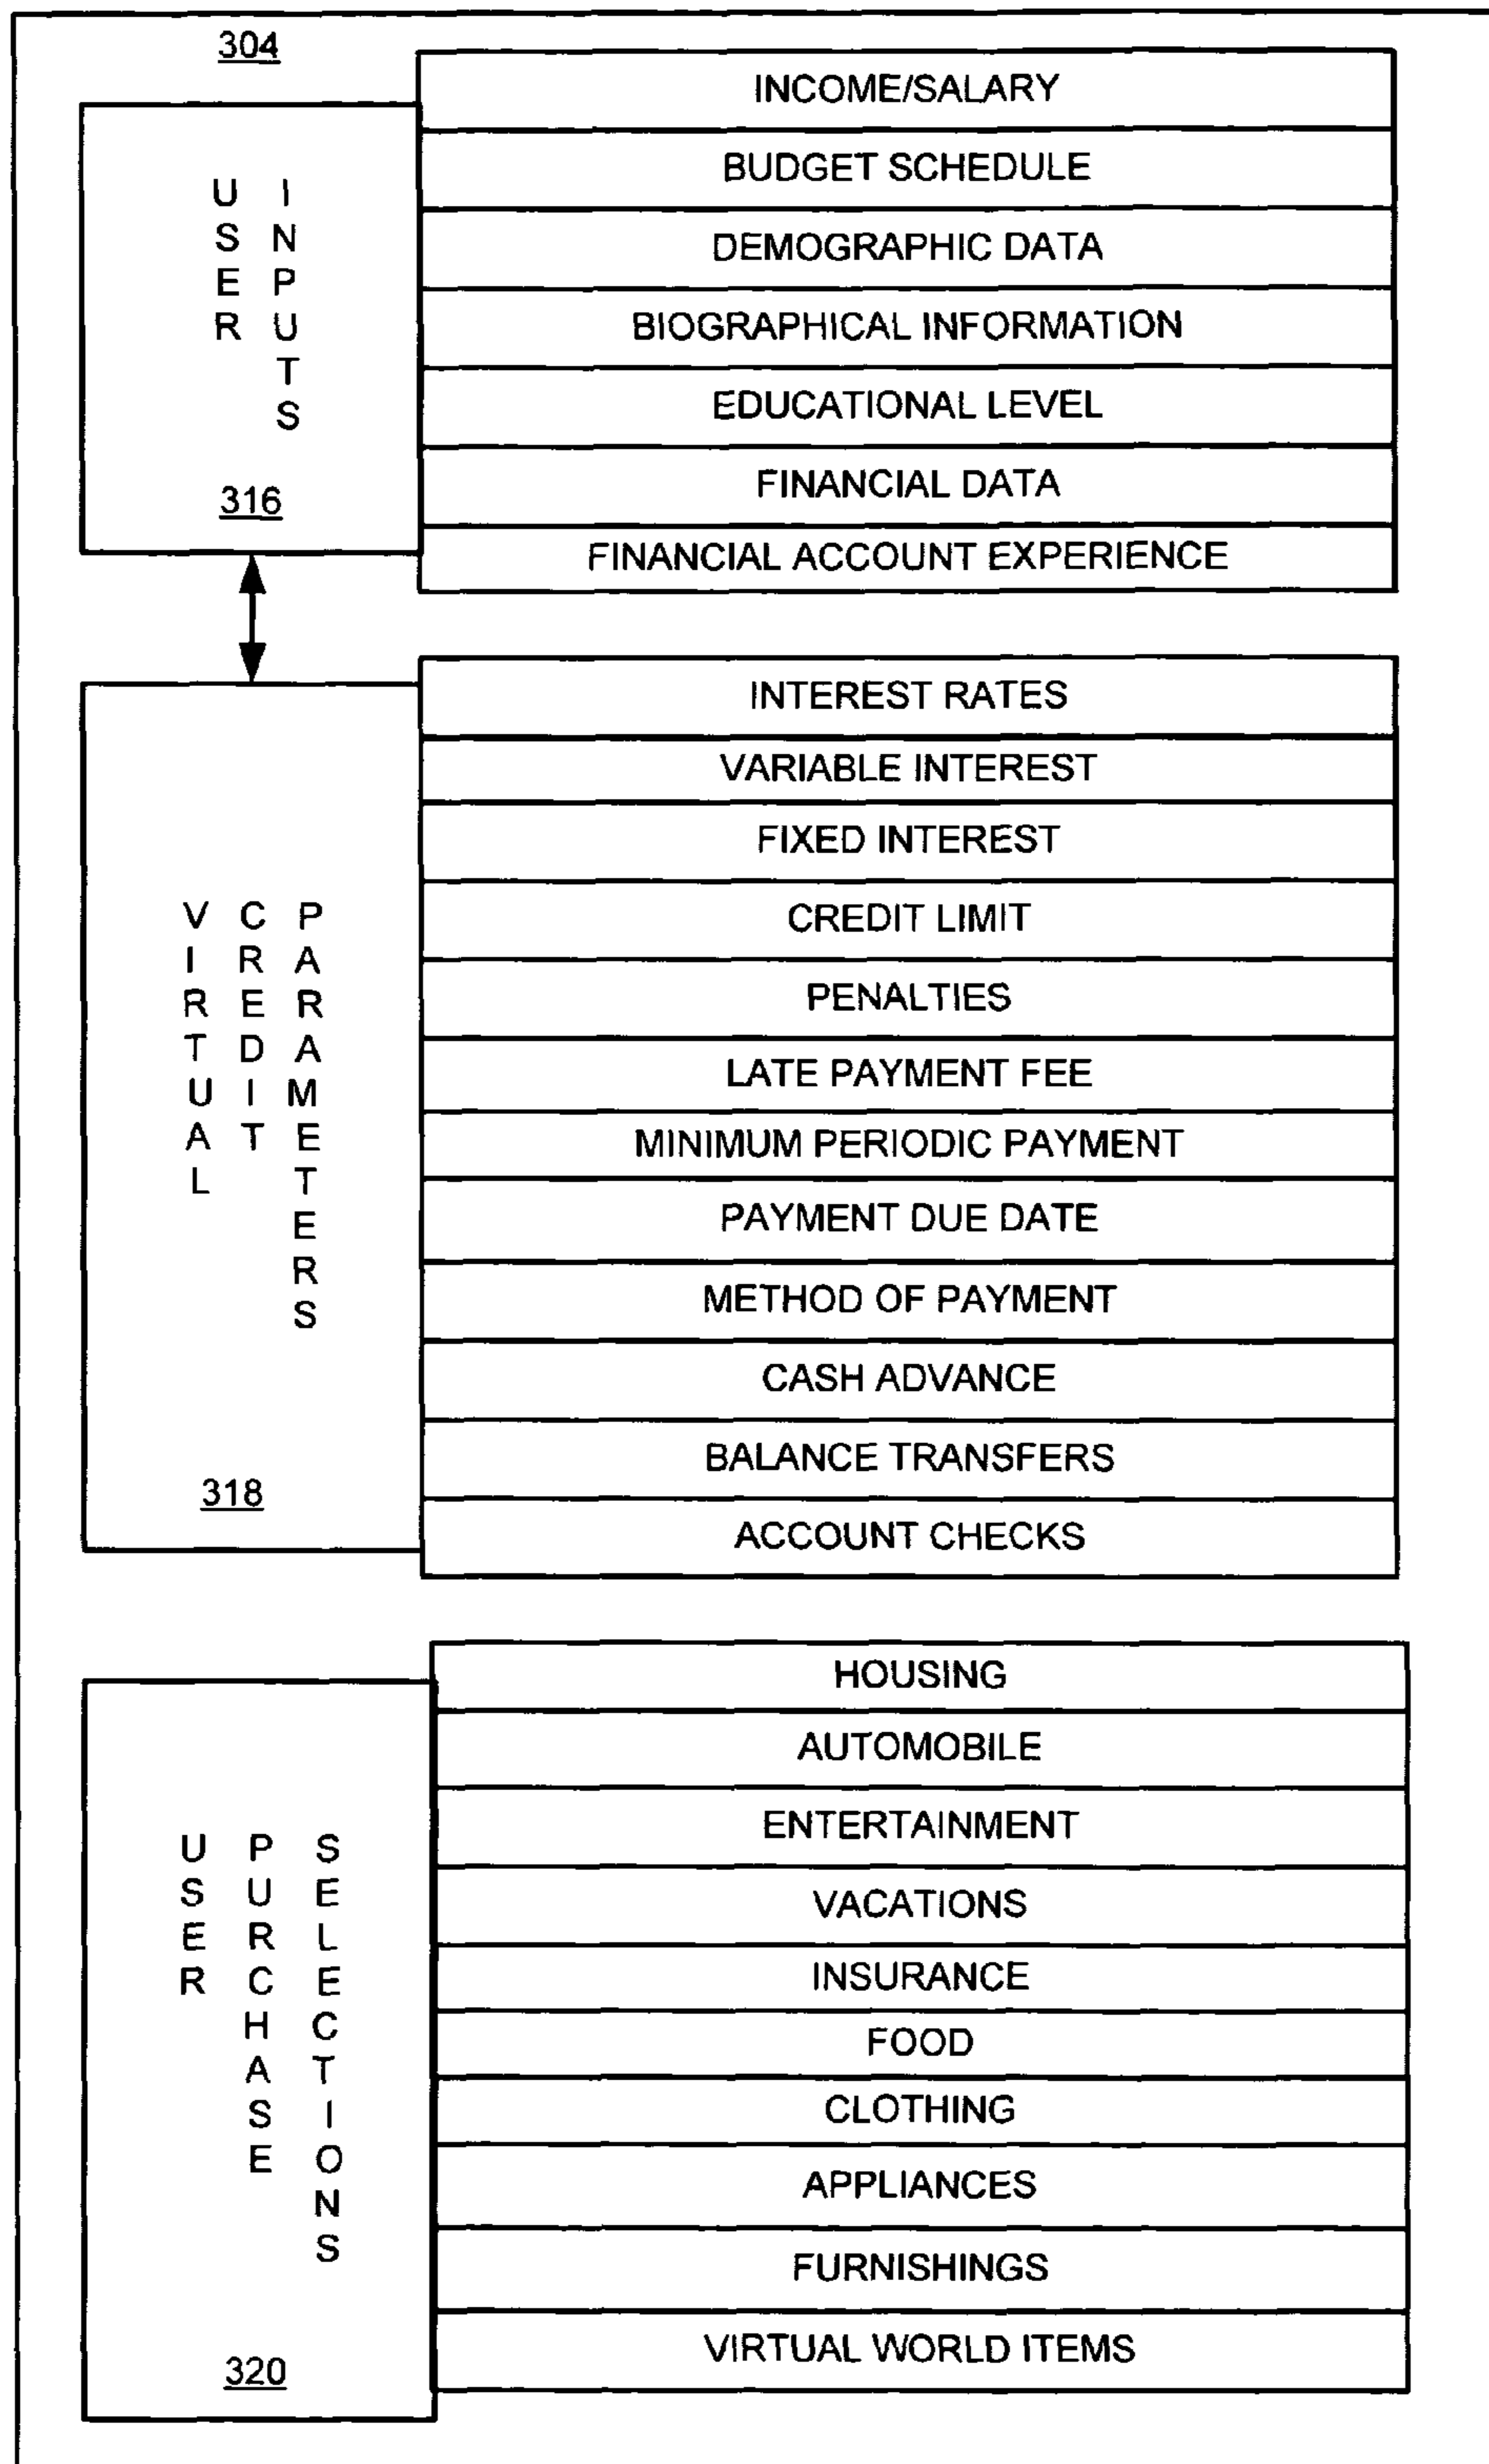 304
USER INPUTS
316
INCOME/SALARY
BUDGET SCHEDULE
DEMOGRAPHIC DATA
BIOGRAPHICAL INFORMATION
EDUCATIONAL LEVEL
FINANCIAL DATA
FINANCIAL ACCOUNT EXPERIENCE
VIRTUAL CREDIT PARAMETERS
318
INTEREST RATES
VARIABLE INTEREST
FIXED INTEREST
CREDIT LIMIT
PENALTIES
LATE PAYMENT FEE
MINIMUM PERIODIC PAYMENT
PAYMENT DUE DATE
METHOD OF PAYMENT
CASH ADVANCE
BALANCE TRANSFERS
ACCOUNT CHECKS
USER PURCHASE SELECTIONS
320
HOUSING
AUTOMOBILE
ENTERTAINMENT
VACATIONS
INSURANCE
FOOD
CLOTHING
APPLIANCES
FURNISHINGS
VIRTUAL WORLD ITEMS